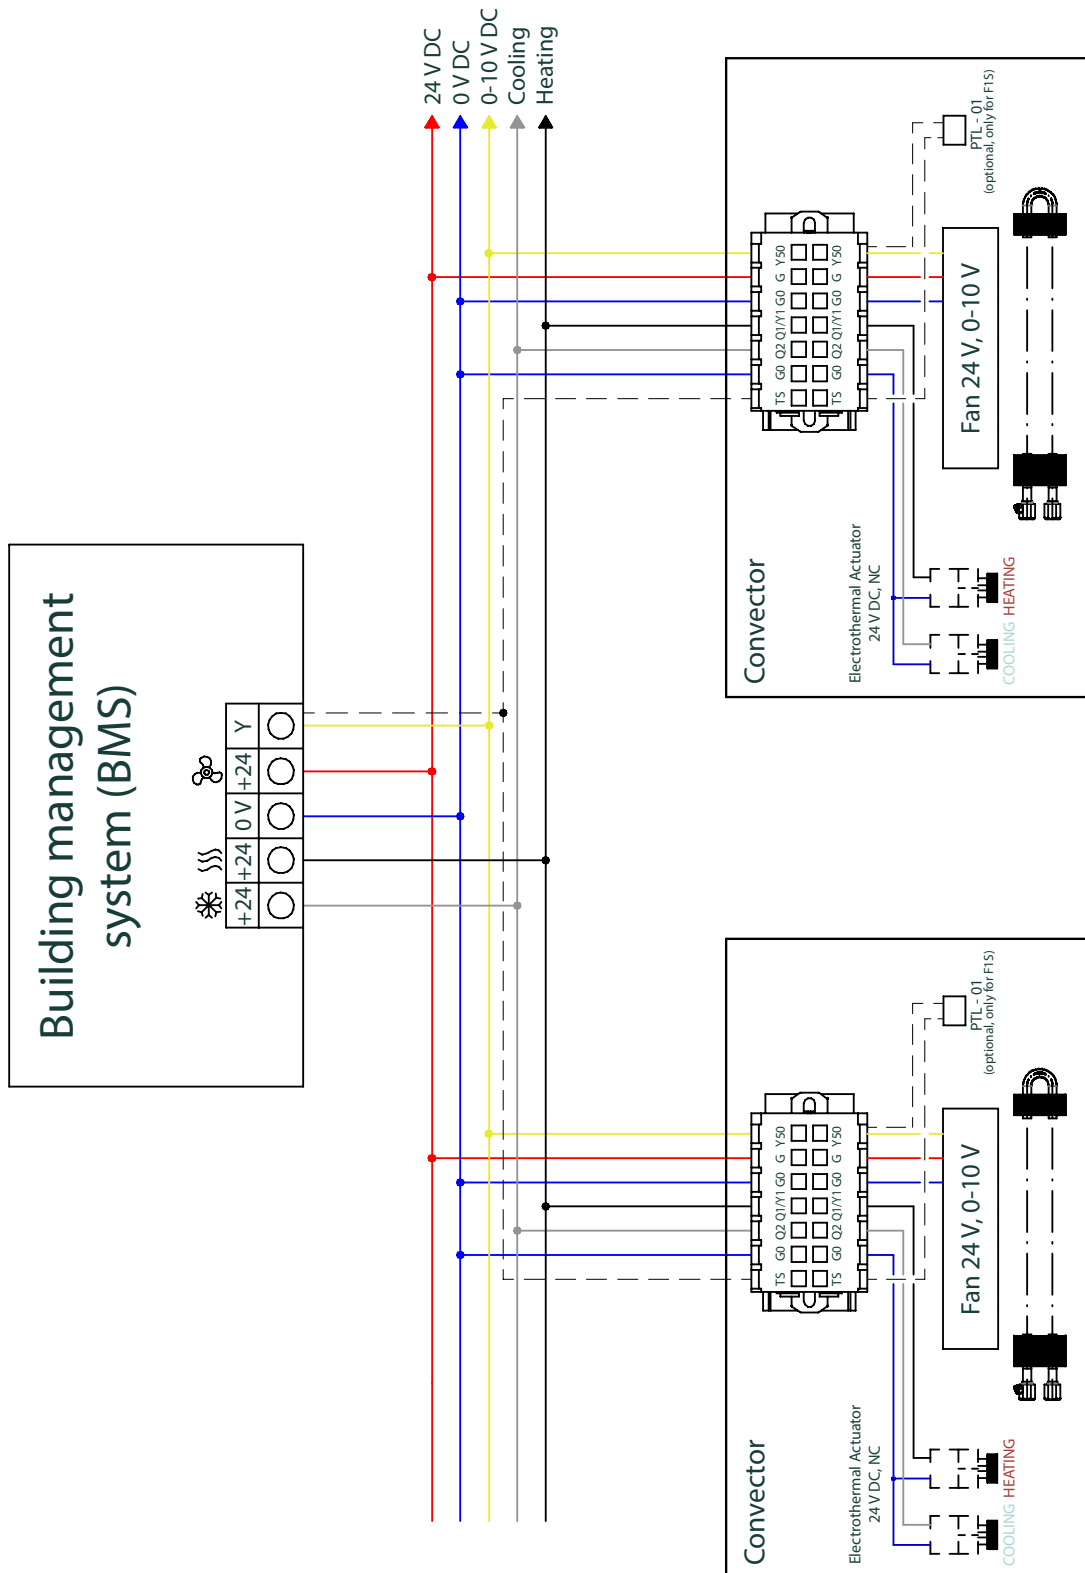 Building management
system (BMS)
+24
+24
0 V
+24
Y
24 V DC
0 V DC
0-10 V DC
Cooling
Heating
Convector
TS
G0
Q2
Q1/Y1
G0
G
Y50
TS
G0
Q2
Q1/Y1
G0
G
Y50
Electrothermal Actuator
24 V DC, NC
COOLING
HEATING
Fan 24 V, 0-10 V
PTL - 01
(optional, only for F1S)
Convector
TS
G0
Q2
Q1/Y1
G0
G
Y50
TS
G0
Q2
Q1/Y1
G0
G
Y50
Electrothermal Actuator
24 V DC, NC
COOLING
HEATING
Fan 24 V, 0-10 V
PTL - 01
(optional, only for F1S)